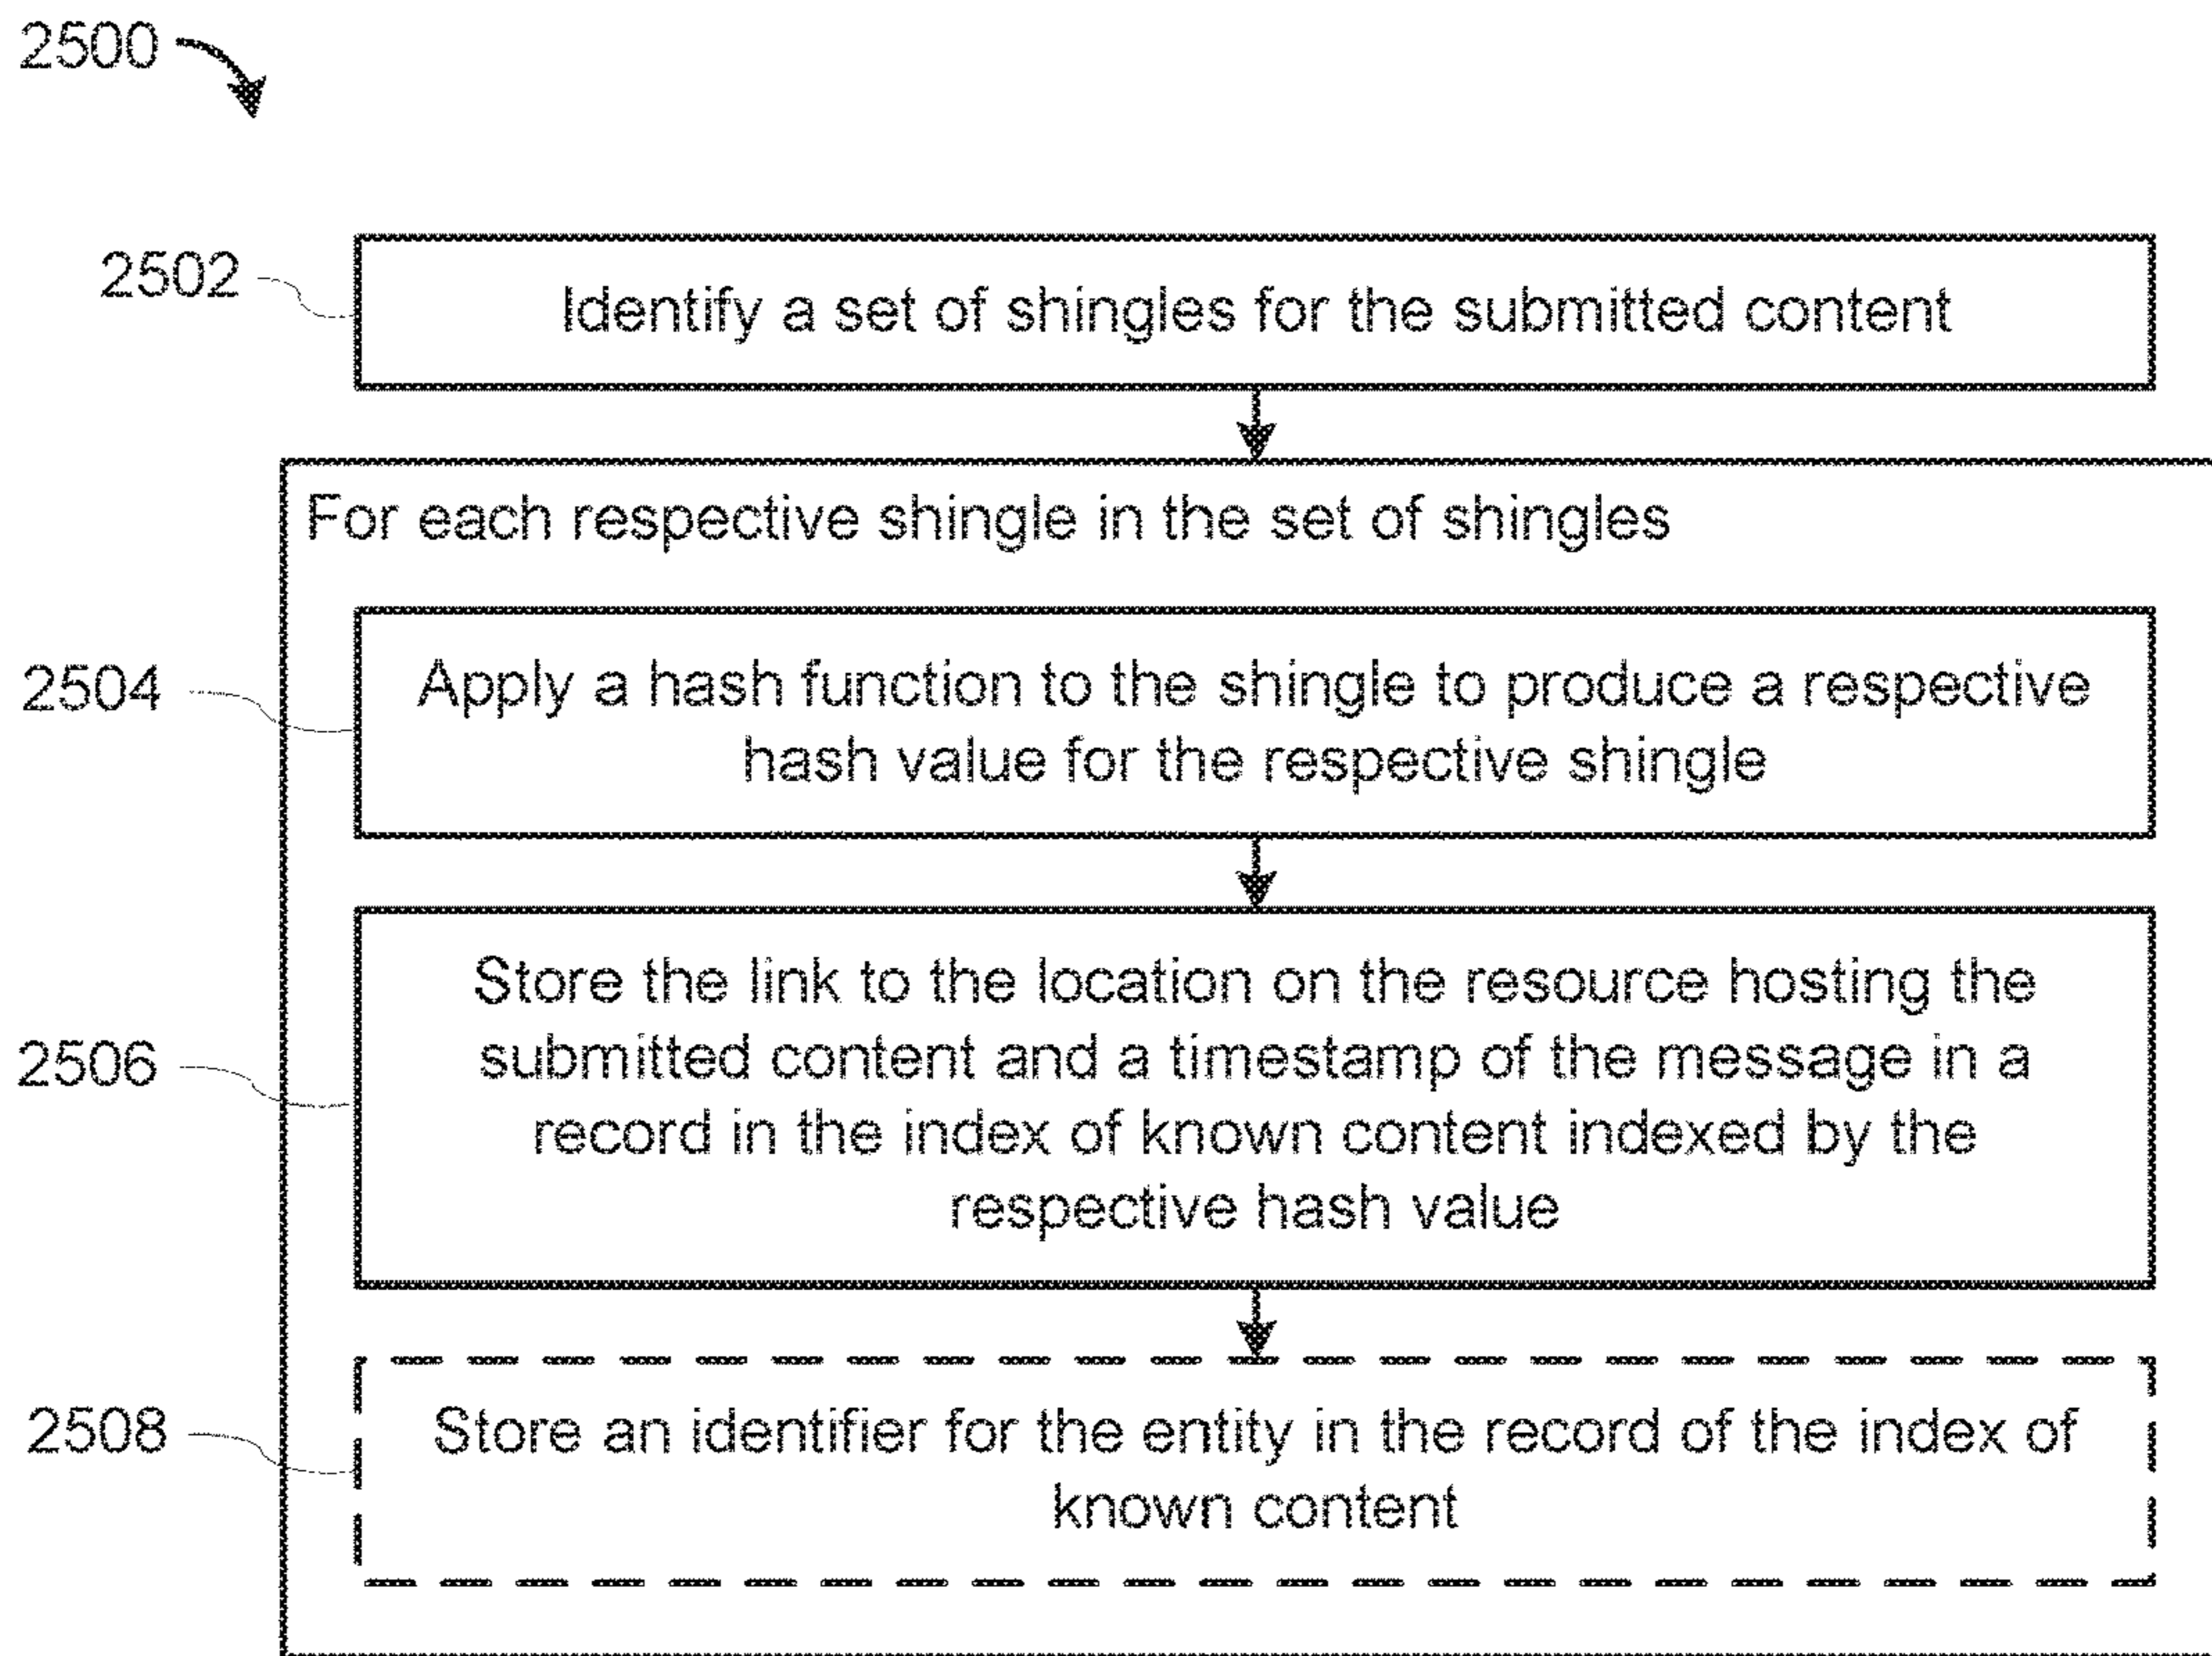 2500
2502
Identify a set of shingles for the submitted content
For each respective shingle in the set of shingles
2504
Apply a hash function to the shingle to produce a respective
hash value for the respective shingle
2506
Store the link to the location on the resource hosting the
submitted content and a timestamp of the message in a
record in the index of known content indexed by the
respective hash value
2508
Store an identifier for the entity in the record of the index of
known content